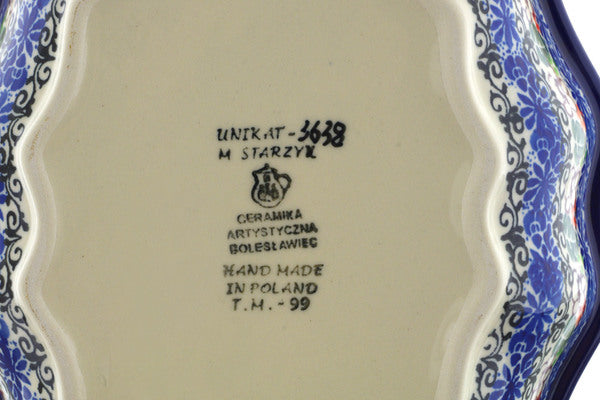 UNIKAT-3638
M STARZYK
CERAMIKA
ARTYSTYCZNA
BOLESŁAWIEC
HAND MADE
IN POLAND
T.M.-99